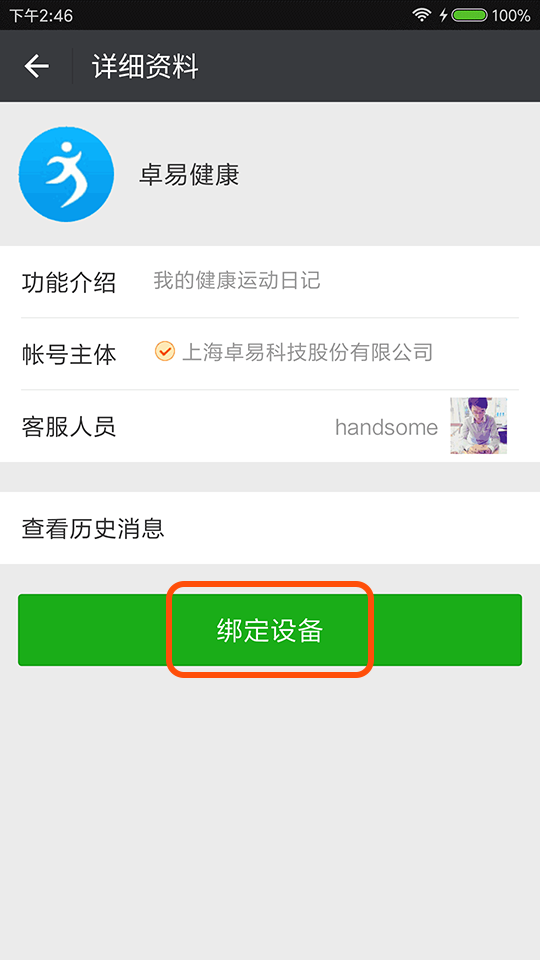 下午2:46
100%
详细资料
卓易健康
功能介绍 我的健康运动日记
帐号主体 上海卓易科技股份有限公司
客服人员 handsome
查看历史消息
绑定设备